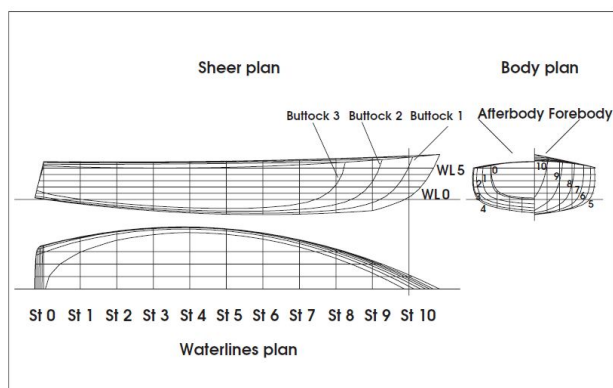 Sheer plan
Body plan
Buttock 3
Buttock 2
Buttock 1
Afterbody
Forebody
WL 5
WL 0
0
1
2
3
4
10
9
8
7
6
5
St 0
St 1
St 2
St 3
St 4
St 5
St 6
St 7
St 8
St 9
St 10
Waterlines plan